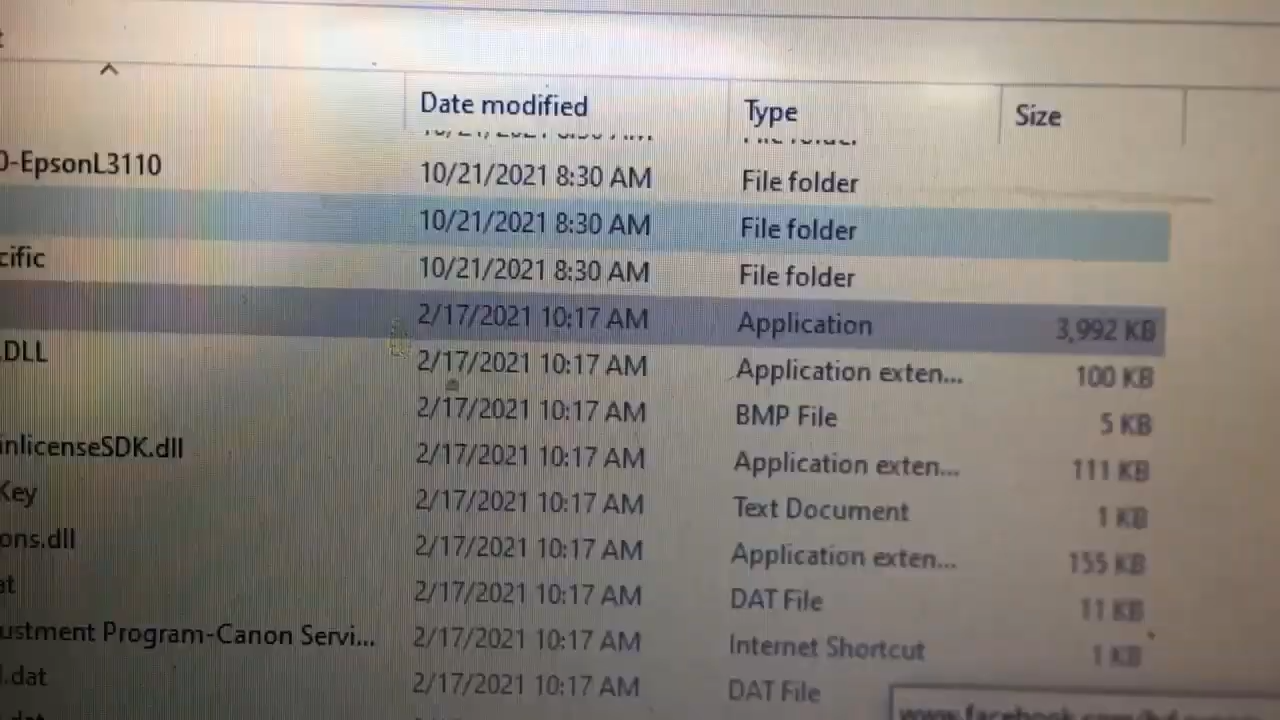 Date modified Type Size
0-EpsonL3110 10/21/2021 8:30 AM File folder
10/21/2021 8:30 AM File folder
cific 10/21/2021 8:30 AM File folder
2/17/2021 10:17 AM Application 3,992 KB
.DLL 2/17/2021 10:17 AM Application exten... 100 KB
2/17/2021 10:17 AM BMP File 5 KB
inlicenseSDK.dll 2/17/2021 10:17 AM Application exten... 111 KB
Key 2/17/2021 10:17 AM Text Document 1 KB
ons.dll 2/17/2021 10:17 AM Application exten... 155 KB
at 2/17/2021 10:17 AM DAT File 11 KB
ustment Program-Canon Servi... 2/17/2021 10:17 AM Internet Shortcut 1 KB
l.dat 2/17/2021 10:17 AM DAT File